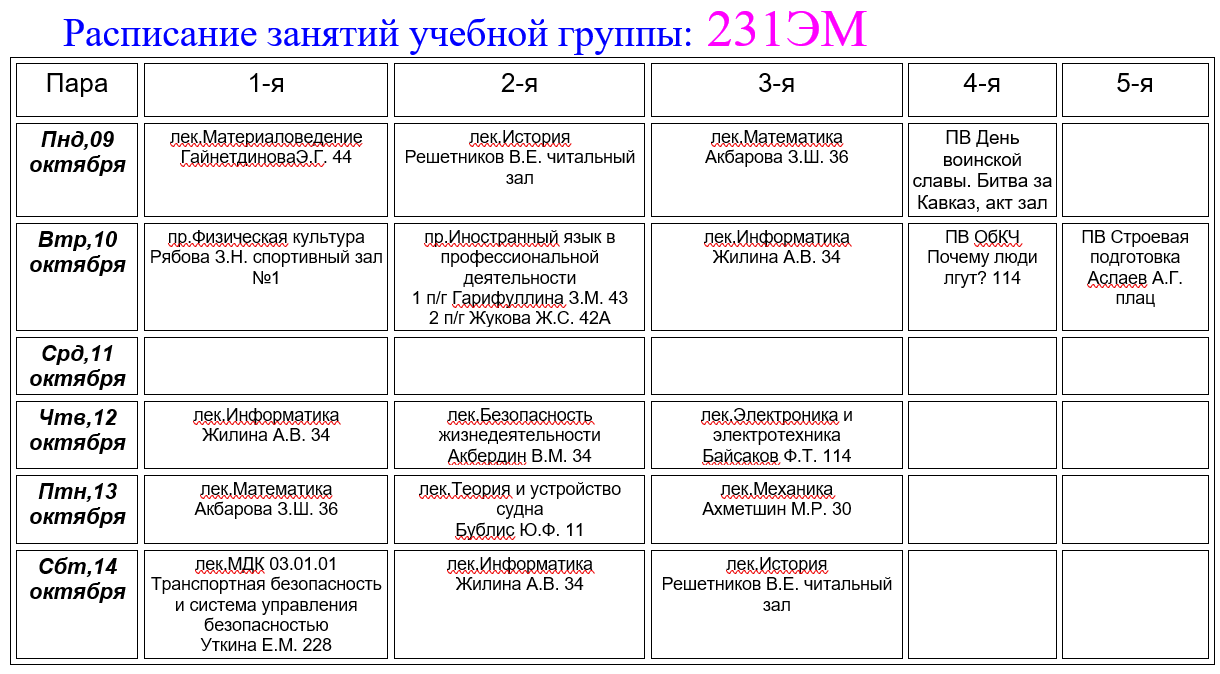 Расписание занятий учебной группы: 231ЭМ
Пара
1-я
2-я
3-я
4-я
5-я
Пнд,09
октября
лек.Материаловедение
ГайнетдиноваЭ.Г. 44
лек.История
Решетников В.Е. читальный
зал
лек.Математика
Акбарова З.Ш. 36
ПВ День
воинской
славы. Битва за
Кавказ, акт зал
Втр,10
октября
пр.Физическая культура
Рябова З.Н. спортивный зал
№1
пр.Иностранный язык в
профессиональной
деятельности
1 п/г Гарифуллина З.М. 43
2 п/г Жукова Ж.С. 42А
лек.Информатика
Жилина А.В. 34
ПВ ОбКЧ
Почему люди
лгут? 114
ПВ Строевая
подготовка
Аслаев А.Г.
плац
Срд,11
октября
Чтв,12
октября
лек.Информатика
Жилина А.В. 34
лек.Безопасность
жизнедеятельности
Акбердин В.М. 34
лек.Электроника и
электротехника
Байсаков Ф.Т. 114
Птн,13
октября
лек.Математика
Акбарова З.Ш. 36
лек.Теория и устройство
судна
Бублис Ю.Ф. 11
лек.Механика
Ахметшин М.Р. 30
Сбт,14
октября
лек.МДК 03.01.01
Транспортная безопасность
и система управления
безопасностью
Уткина Е.М. 228
лек.Информатика
Жилина А.В. 34
лек.История
Решетников В.Е. читальный
зал